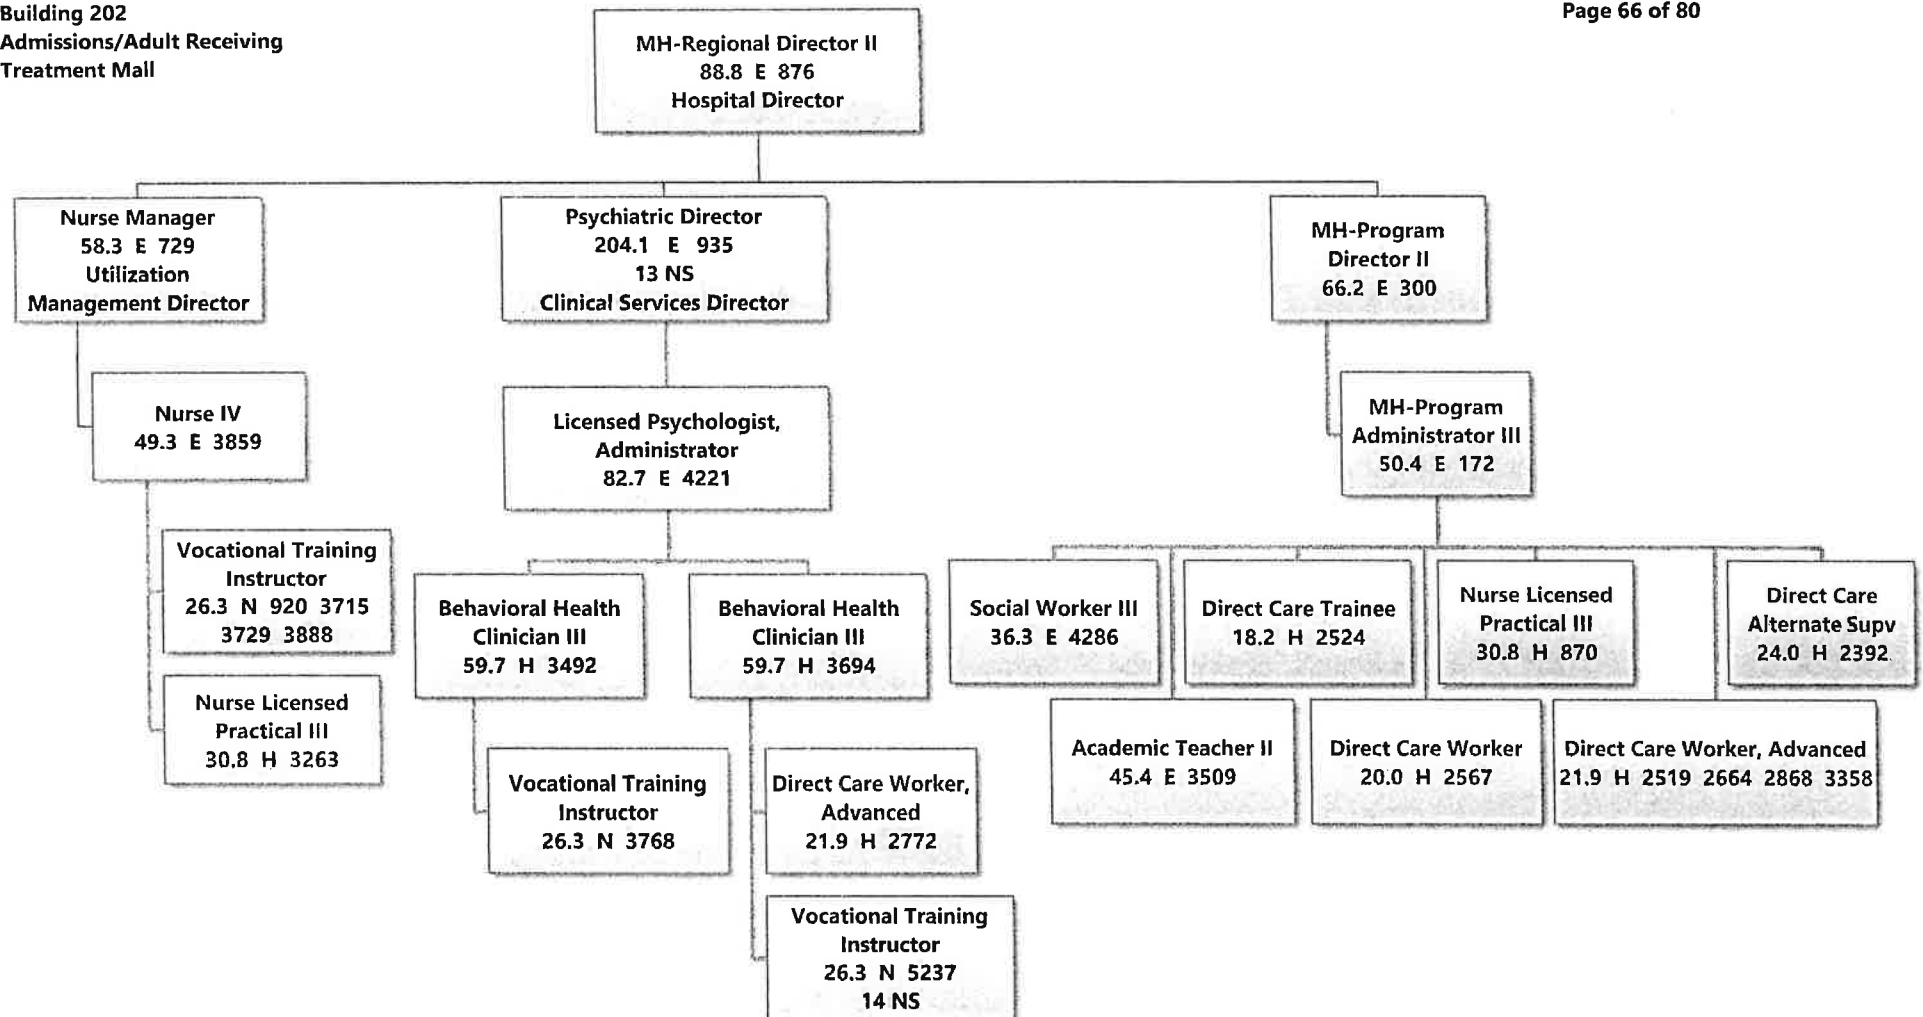 Building 202
Admissions/Adult Receiving
Treatment Mall
Page 66 of 80
MH-Regional Director II
88.8 E 876
Hospital Director
Nurse Manager
58.3 E 729
Utilization
Management Director
Psychiatric Director
204.1 E 935
13 NS
Clinical Services Director
MH-Program
Director II
66.2 E 300
Nurse IV
49.3 E 3859
Licensed Psychologist,
Administrator
82.7 E 4221
MH-Program
Administrator III
50.4 E 172
Vocational Training
Instructor
26.3 N 920 3715
3729 3888
Nurse Licensed
Practical III
30.8 H 3263
Behavioral Health
Clinician III
59.7 H 3492
Behavioral Health
Clinician III
59.7 H 3694
Vocational Training
Instructor
26.3 N 3768
Direct Care Worker,
Advanced
21.9 H 2772
Vocational Training
Instructor
26.3 N 5237
14 NS
Social Worker III
36.3 E 4286
Direct Care Trainee
18.2 H 2524
Nurse Licensed
Practical III
30.8 H 870
Direct Care
Alternate Supv
24.0 H 2392
Academic Teacher II
45.4 E 3509
Direct Care Worker
20.0 H 2567
Direct Care Worker, Advanced
21.9 H 2519 2664 2868 3358